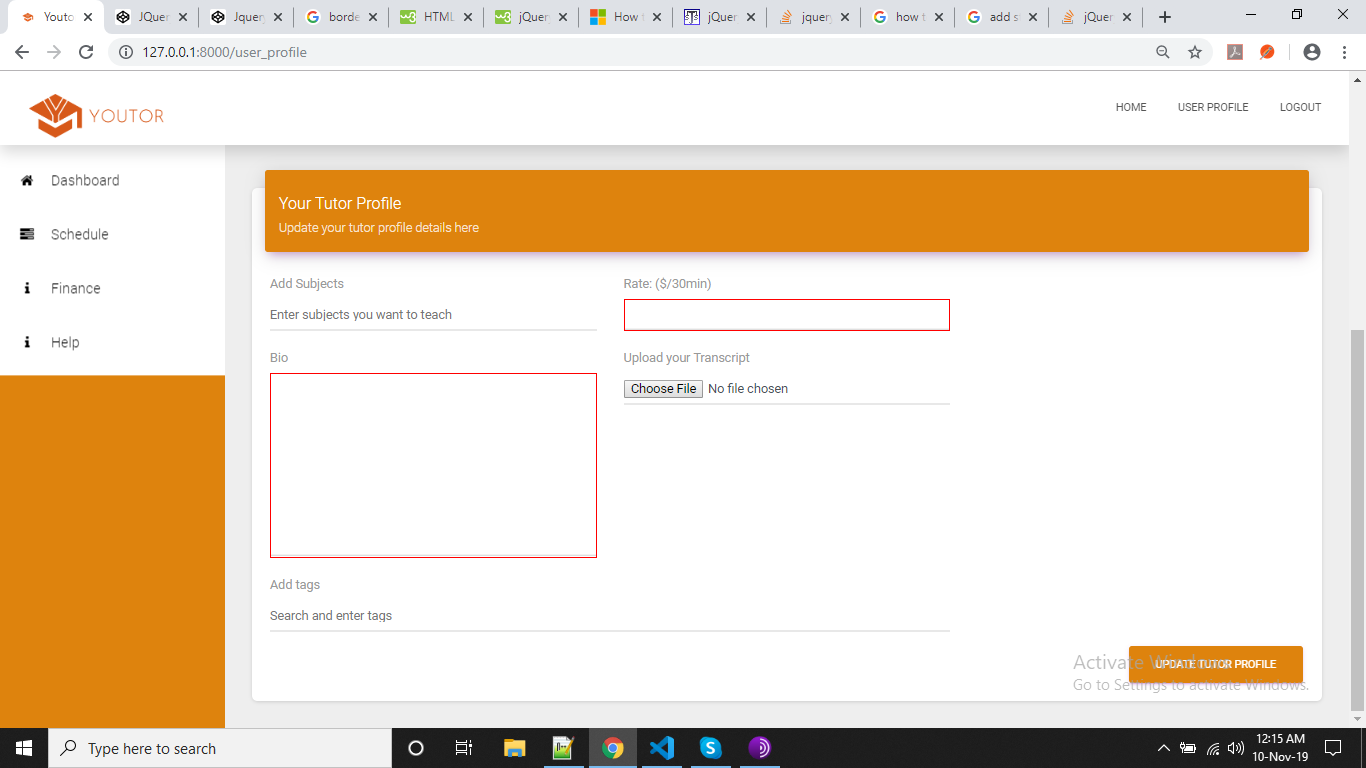 Youto
JQuer
Jquer
borde
HTML
jQuer
How t
jQuer
jquer
how t
add s
jQuer
127.0.0.1:8000/user_profile
YOUTOR
HOME
USER PROFILE
LOGOUT
Dashboard
Schedule
Finance
Help
Your Tutor Profile
Update your tutor profile details here
Add Subjects
Rate: ($/30min)
Enter subjects you want to teach
Bio
Upload your Transcript
Choose File No file chosen
Add tags
Search and enter tags
UPDATE TUTOR PROFILE
Activate Windows
Go to Settings to activate Windows.
Type here to search
12:15 AM
10-Nov-19